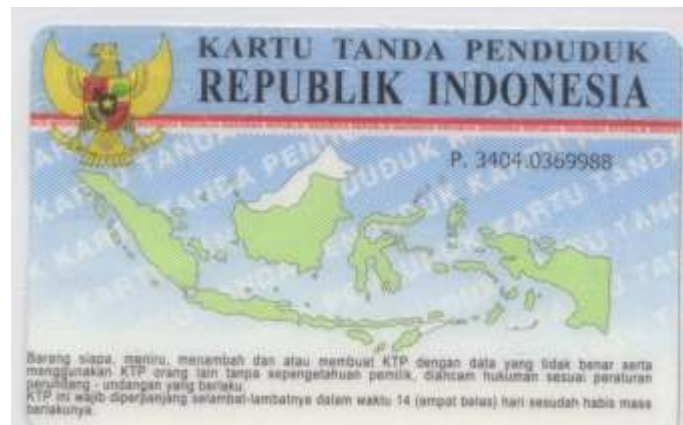 KARTU TANDA PENDUDUK
REPUBLIK INDONESIA
P. 3404.0369988
Barang siapa, meniru, menambah dan atau membuat KTP dengan data yang tidak benar serta
menggunakan KTP orang lain tanpa sepengetahuan pemilik, diancam hukuman sesuai peraturan
perundang - undangan yang berlaku.
KTP ini wajib diperpanjang selambat-lambatnya dalam waktu 14 (empat belas) hari sesudah habis masa
berlakunya.